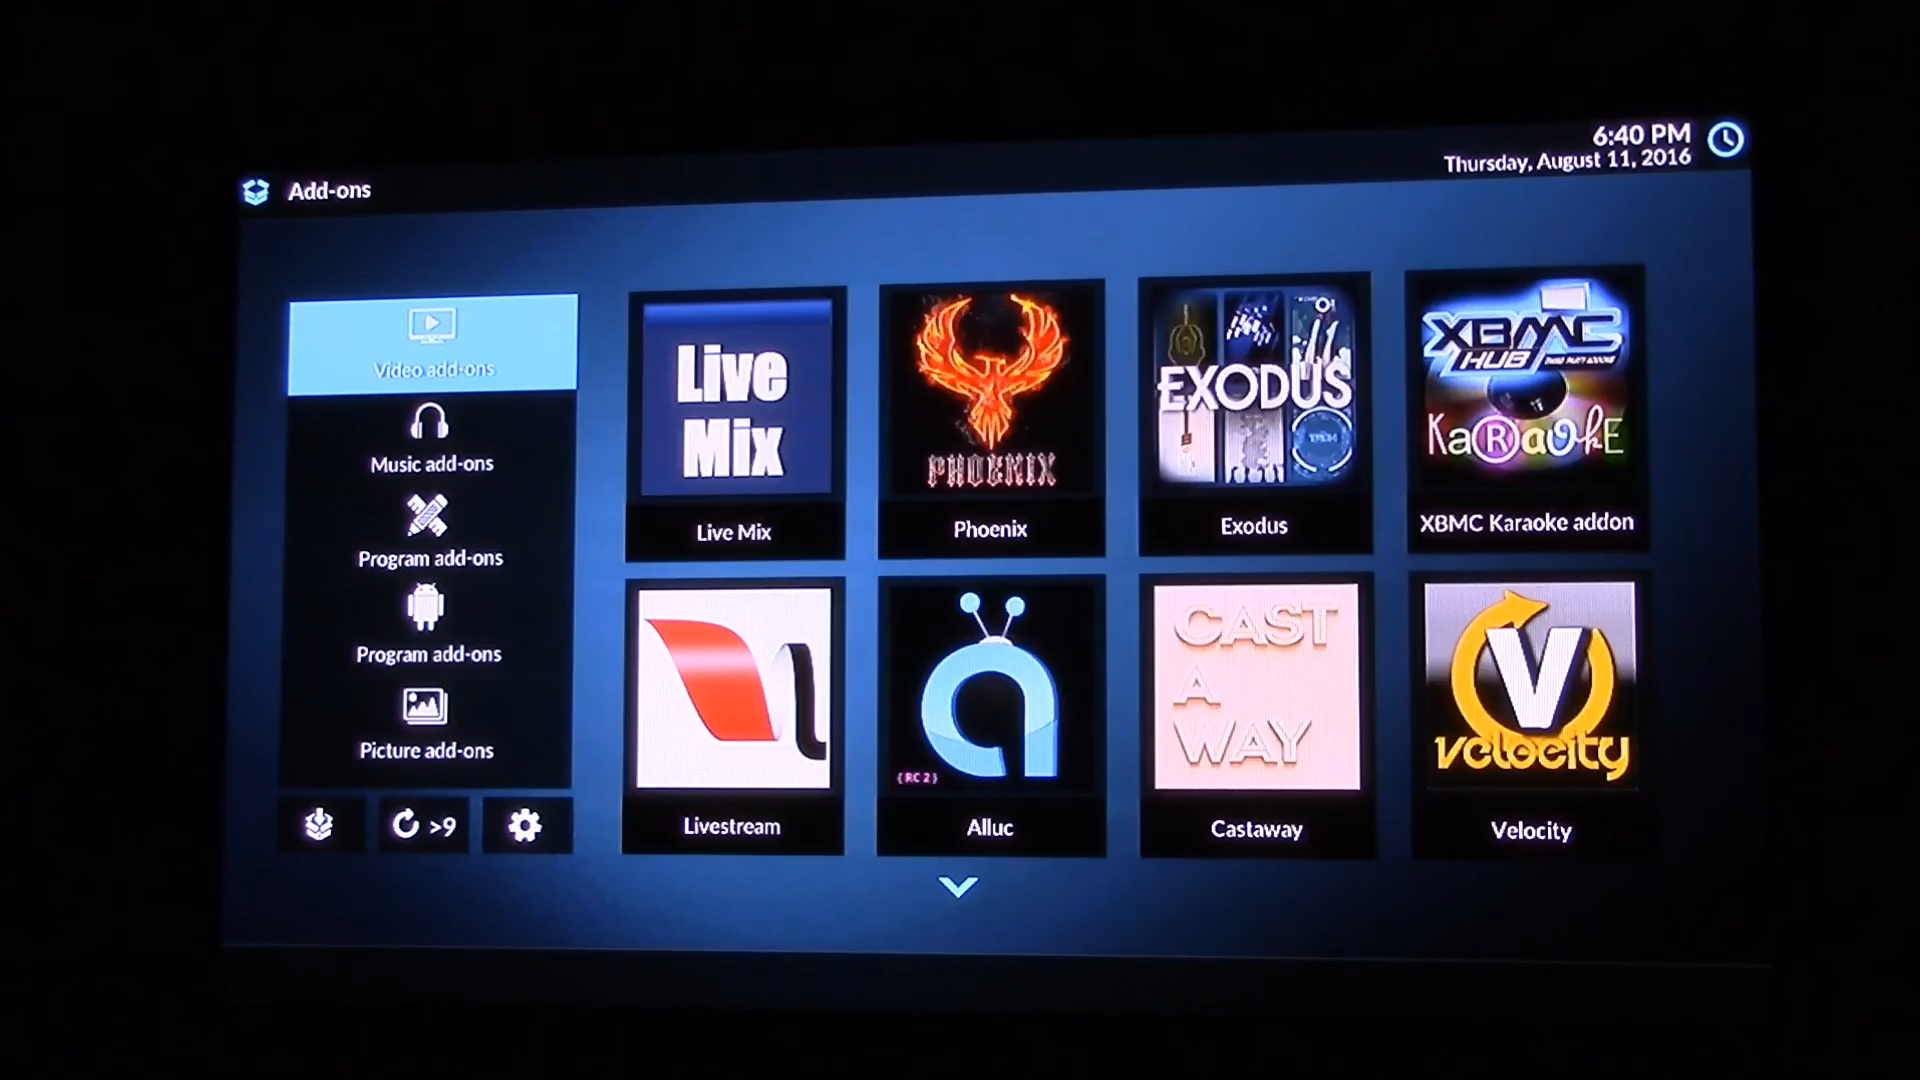 6:40 PM
Thursday, August 11, 2016
Add-ons
Video add-ons
Music add-ons
Program add-ons
Program add-ons
Picture add-ons
>9
Live
Mix
Live Mix
PHOENIX
Phoenix
EXODUS
Exodus
XBMC
HUB
KaRaOkE
XBMC Karaoke addon
Livestream
{RC 2}
Alluc
CAST
A
WAY
Castaway
V
velocity
Velocity